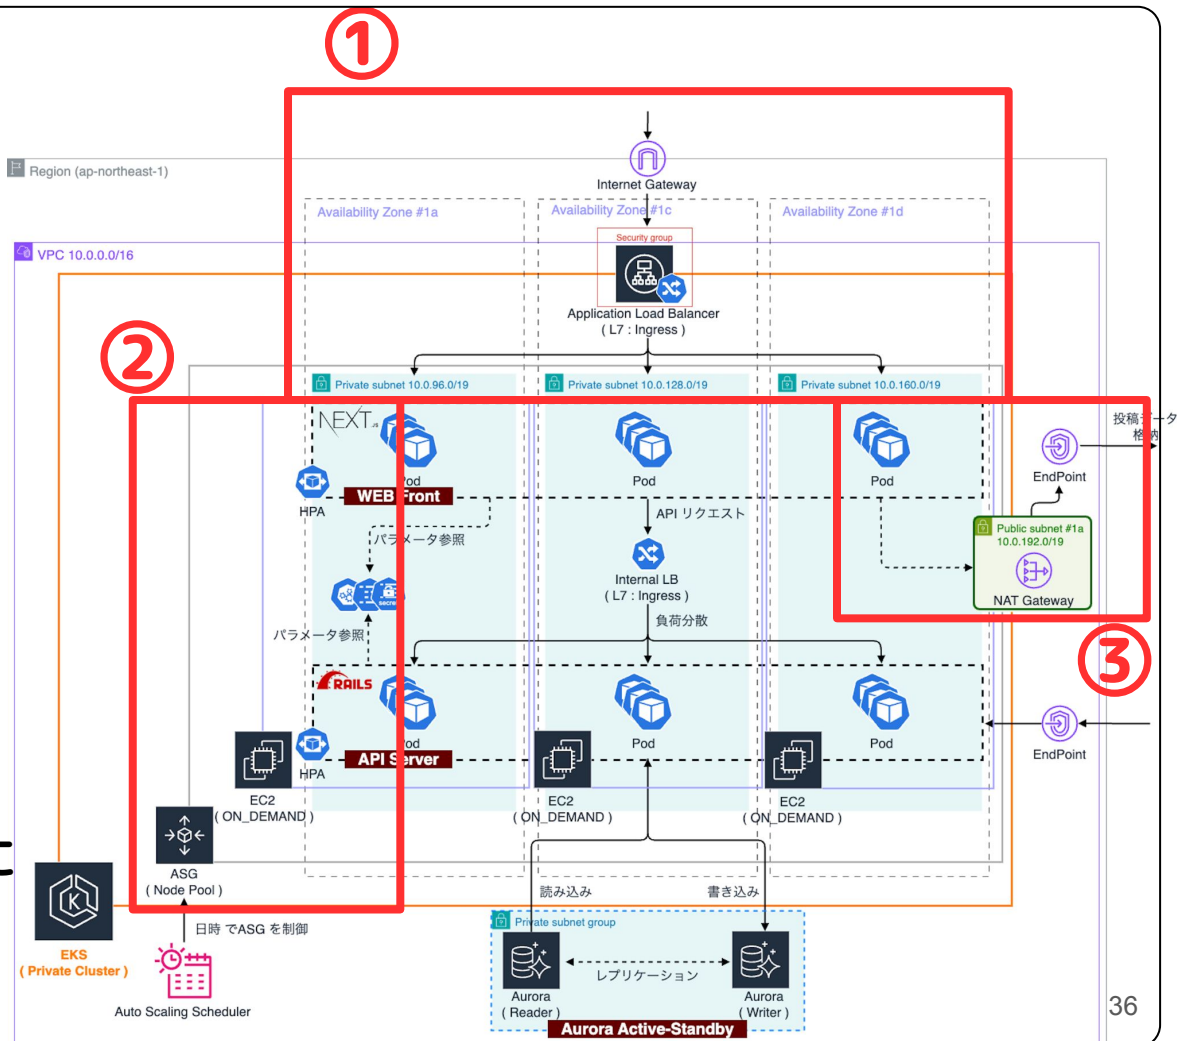 ①
Region (ap-northeast-1)
Internet Gateway
Availability Zone #1a
Availability Zone #1c
Availability Zone #1d
VPC 10.0.0.0/16
Security group
Application Load Balancer
( L7 : Ingress )
②
Private subnet 10.0.96.0/19
Private subnet 10.0.128.0/19
Private subnet 10.0.160.0/19
NEXT.JS
Pod
Pod
Pod
HPA
WEB Front
投稿データ
格納
EndPoint
API リクエスト
パラメータ参照
Public subnet #1a
10.0.192.0/19
NAT Gateway
Internal LB
( L7 : Ingress )
secret
パラメータ参照
負荷分散
③
RAILS
Pod
Pod
Pod
HPA
API Server
EndPoint
EC2
( ON_DEMAND )
EC2
( ON_DEMAND )
EC2
( ON_DEMAND )
ASG
( Node Pool )
EKS
( Private Cluster )
日時 でASG を制御
Auto Scaling Scheduler
読み込み
書き込み
Private subnet group
レプリケーション
Aurora
( Reader )
Aurora
( Writer )
Aurora Active-Standby
36